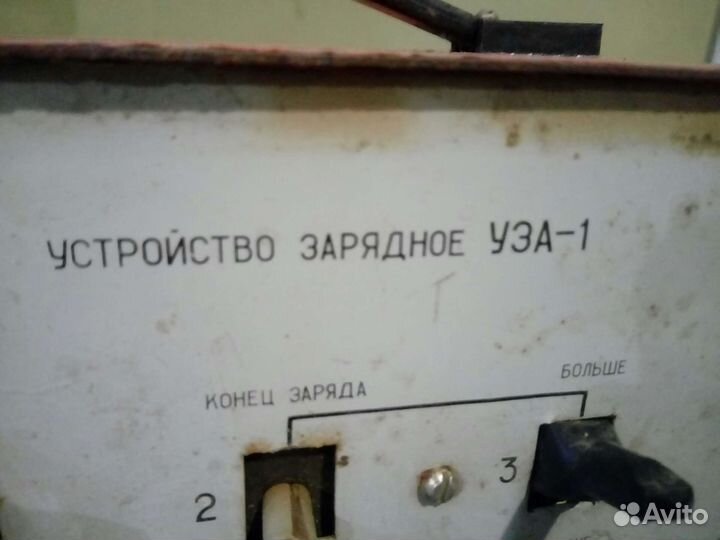 УСТРОЙСТВО ЗАРЯДНОЕ УЗА-1
БОЛЬШЕ
КОНЕЦ ЗАРЯДА
3
2
Avito